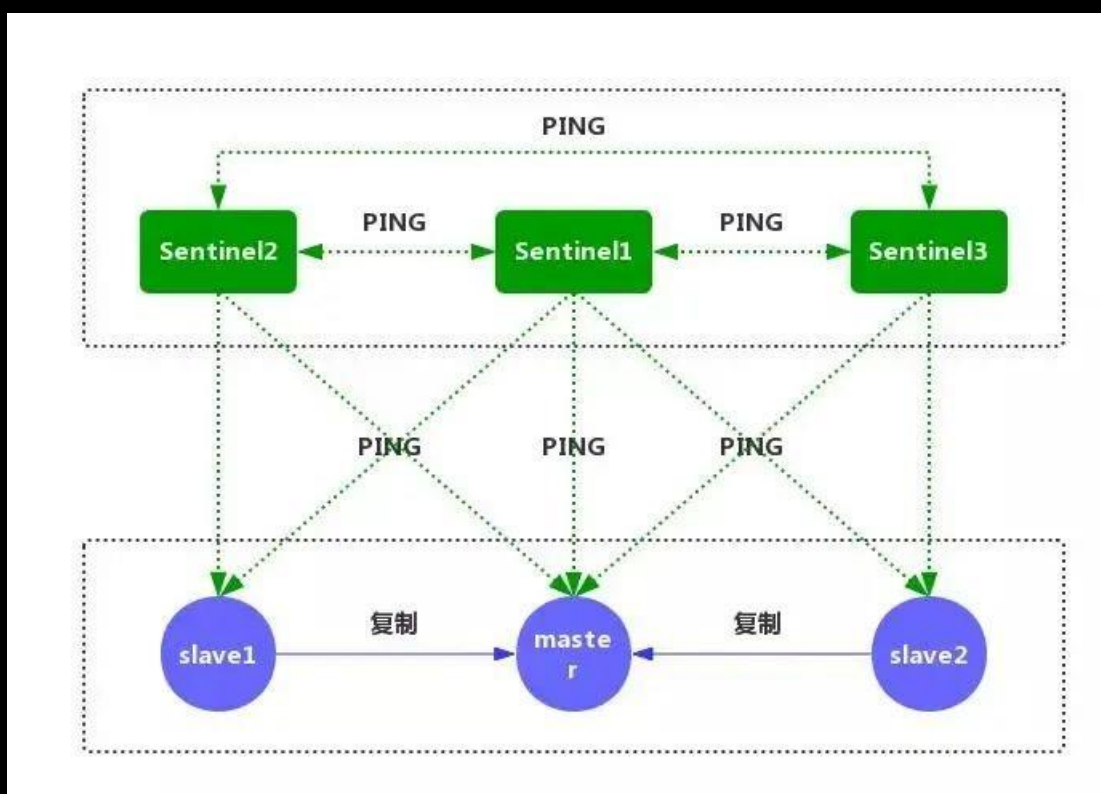 PING
PING
PING
Sentinel2
Sentinel1
Sentinel3
PING
PING
PING
复制
复制
slave1
maste
r
slave2